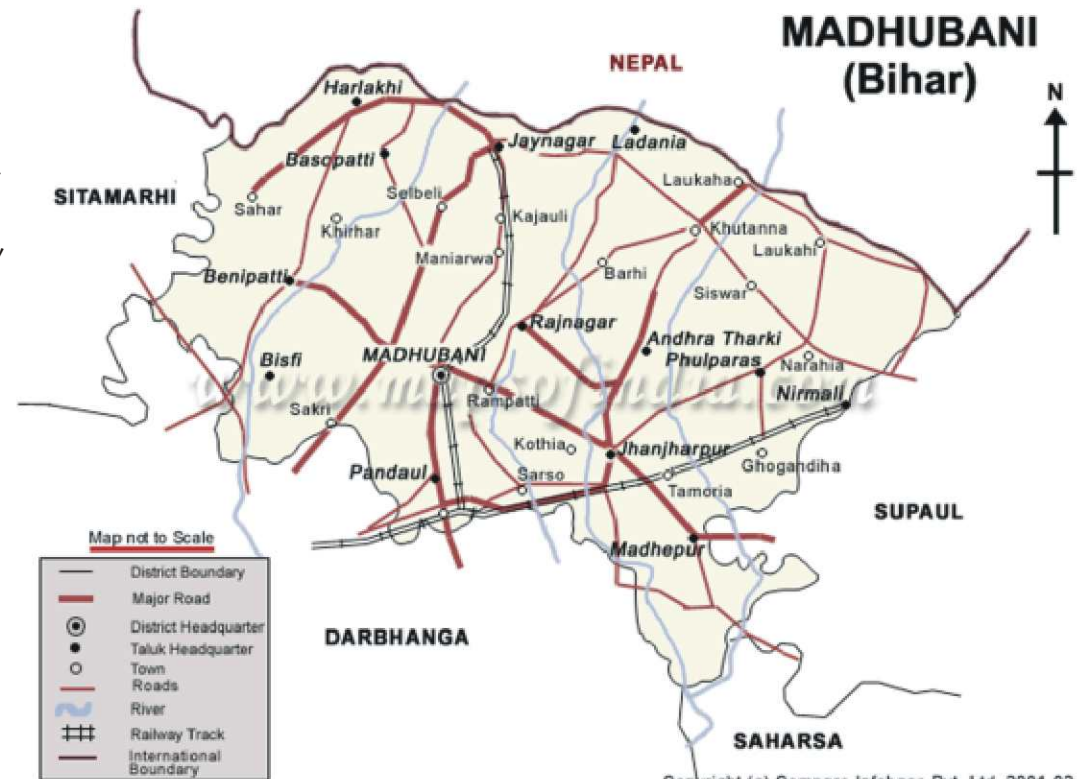 MADHUBANI
(Bihar)
NEPAL
N
Harlakhi
Jaynagar
Ladania
Basopatti
Laukaha
SITAMARHI
Selbeli
Sahar
Kajauli
Khirhar
Khutanna
Laukahi
Maniarwa
Barhi
Benipatti
Siswar
Rajnagar
Andhra Tharki
MADHUBANI
Phulparas
Bisfi
Narahia
www.mapsofindia.com
Nirmali
Rampatti
Sakri
Kothia
Jhanjharpur
Ghogandiha
Pandaul
Sarso
Tamoria
SUPAUL
Madhepur
Map not to Scale
District Boundary
Major Road
District Headquarter
Taluk Headquarter
Town
Roads
River
Railway Track
International
Boundary
DARBHANGA
SAHARSA